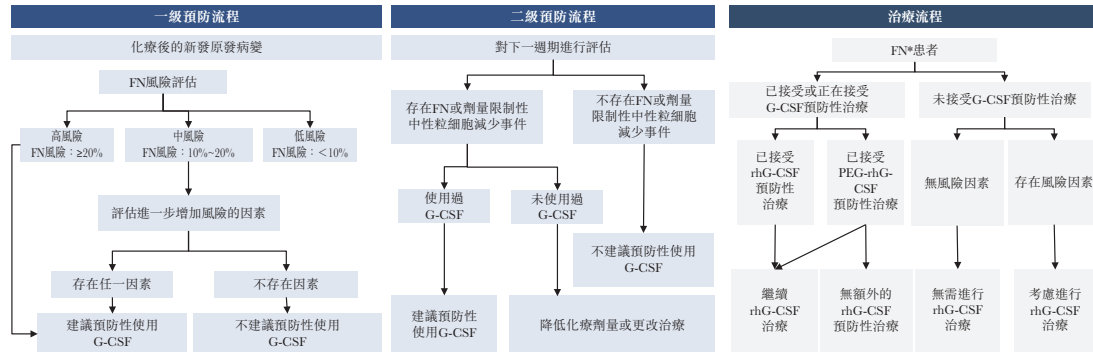 一級預防流程
化療後的新發原發病變
FN風險評估
高風險
FN風險：≥20%
中風險
FN風險：10%~20%
低風險
FN風險：＜10%
評估進一步增加風險的因素
存在任一因素
不存在因素
建議預防性使用
G-CSF
不建議預防性使用
G-CSF
二級預防流程
對下一週期進行評估
存在FN或劑量限制性
中性粒細胞減少事件
不存在FN或劑量
限制性中性粒細胞
減少事件
使用過
G-CSF
未使用過
G-CSF
不建議預防性使用
G-CSF
建議預防性
使用G-CSF
降低化療劑量或更改治療
治療流程
FN*患者
已接受或正在接受
G-CSF預防性治療
未接受G-CSF預防性治療
已接受
rhG-CSF
預防性
治療
已接受
PEG-rhG-
CSF
預防性治療
無風險因素
存在風險因素
繼續
rhG-CSF
治療
無額外的
rhG-CSF
預防性治療
無需進行
rhG-CSF
治療
考慮進行
rhG-CSF
治療